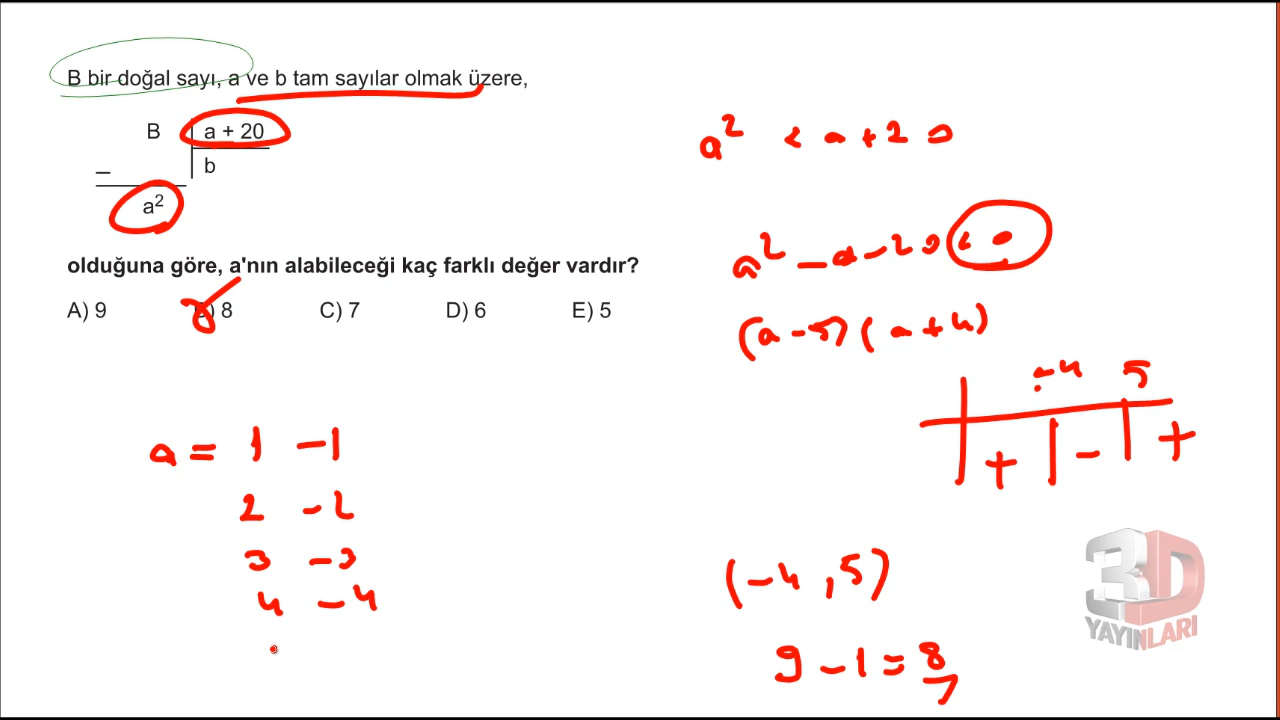 B bir doğal sayı, a ve b tam sayılar olmak üzere,
B a + 20
b
–
a²
olduğuna göre, a'nın alabileceği kaç farklı değer vardır?
A) 9 B) 8 C) 7 D) 6 E) 5
a² < a + 20
a² - a - 20 < 0
(a - 5) (a + 4)
-4 5
+ - +
a = 1 -1
2 -2
3 -3
4 -4
(-4, 5)
9 - 1 = 8
3D
YAYINLARI